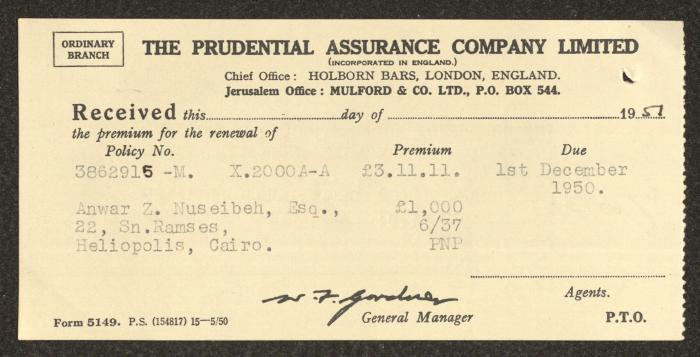 ORDINARY
BRANCH
THE PRUDENTIAL ASSURANCE COMPANY LIMITED
(INCORPORATED IN ENGLAND.)
Chief Office: HOLBORN BARS, LONDON, ENGLAND.
Jerusalem Office: MULFORD & CO. LTD., P.O. BOX 544.
Received this day of 1951
the premium for the renewal of
Policy No. Premium Due
3862915 -M. X.2000A-A £3.11.11. 1st December
1950.
Anwar Z. Nuseibeh, Esq., £1,000
22, Sn.Ramses, 6/37
Heliopolis, Cairo. PNP
W. F. Gardner
Agents.
General Manager
Form 5149. P.S. (154817) 15-5/50
P.T.O.